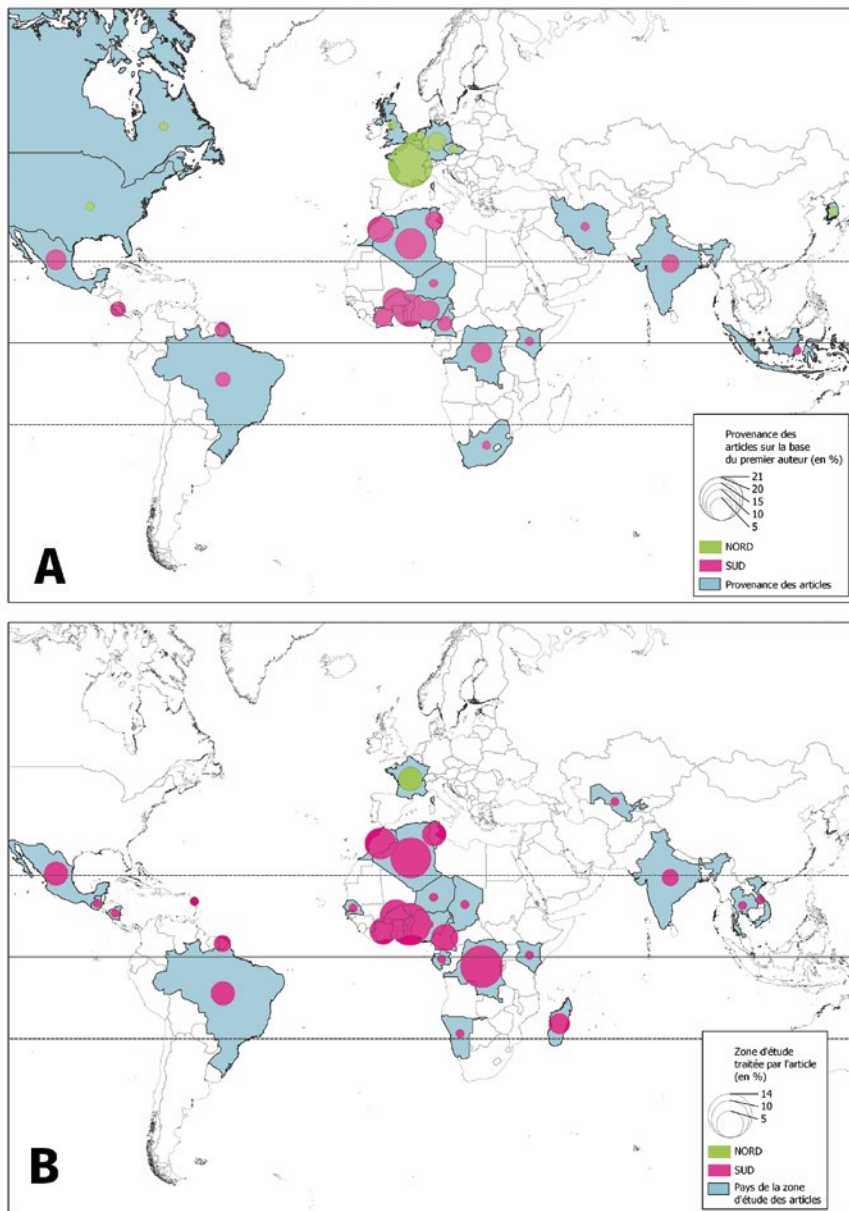 A
Provenance des
articles sur la base
du premier auteur (en %)
21
20
15
10
5
NORD
SUD
Provenance des articles
B
Zone d'étude
traitée par l'article
(en %)
14
10
5
NORD
SUD
Pays de la zone
d'étude des articles